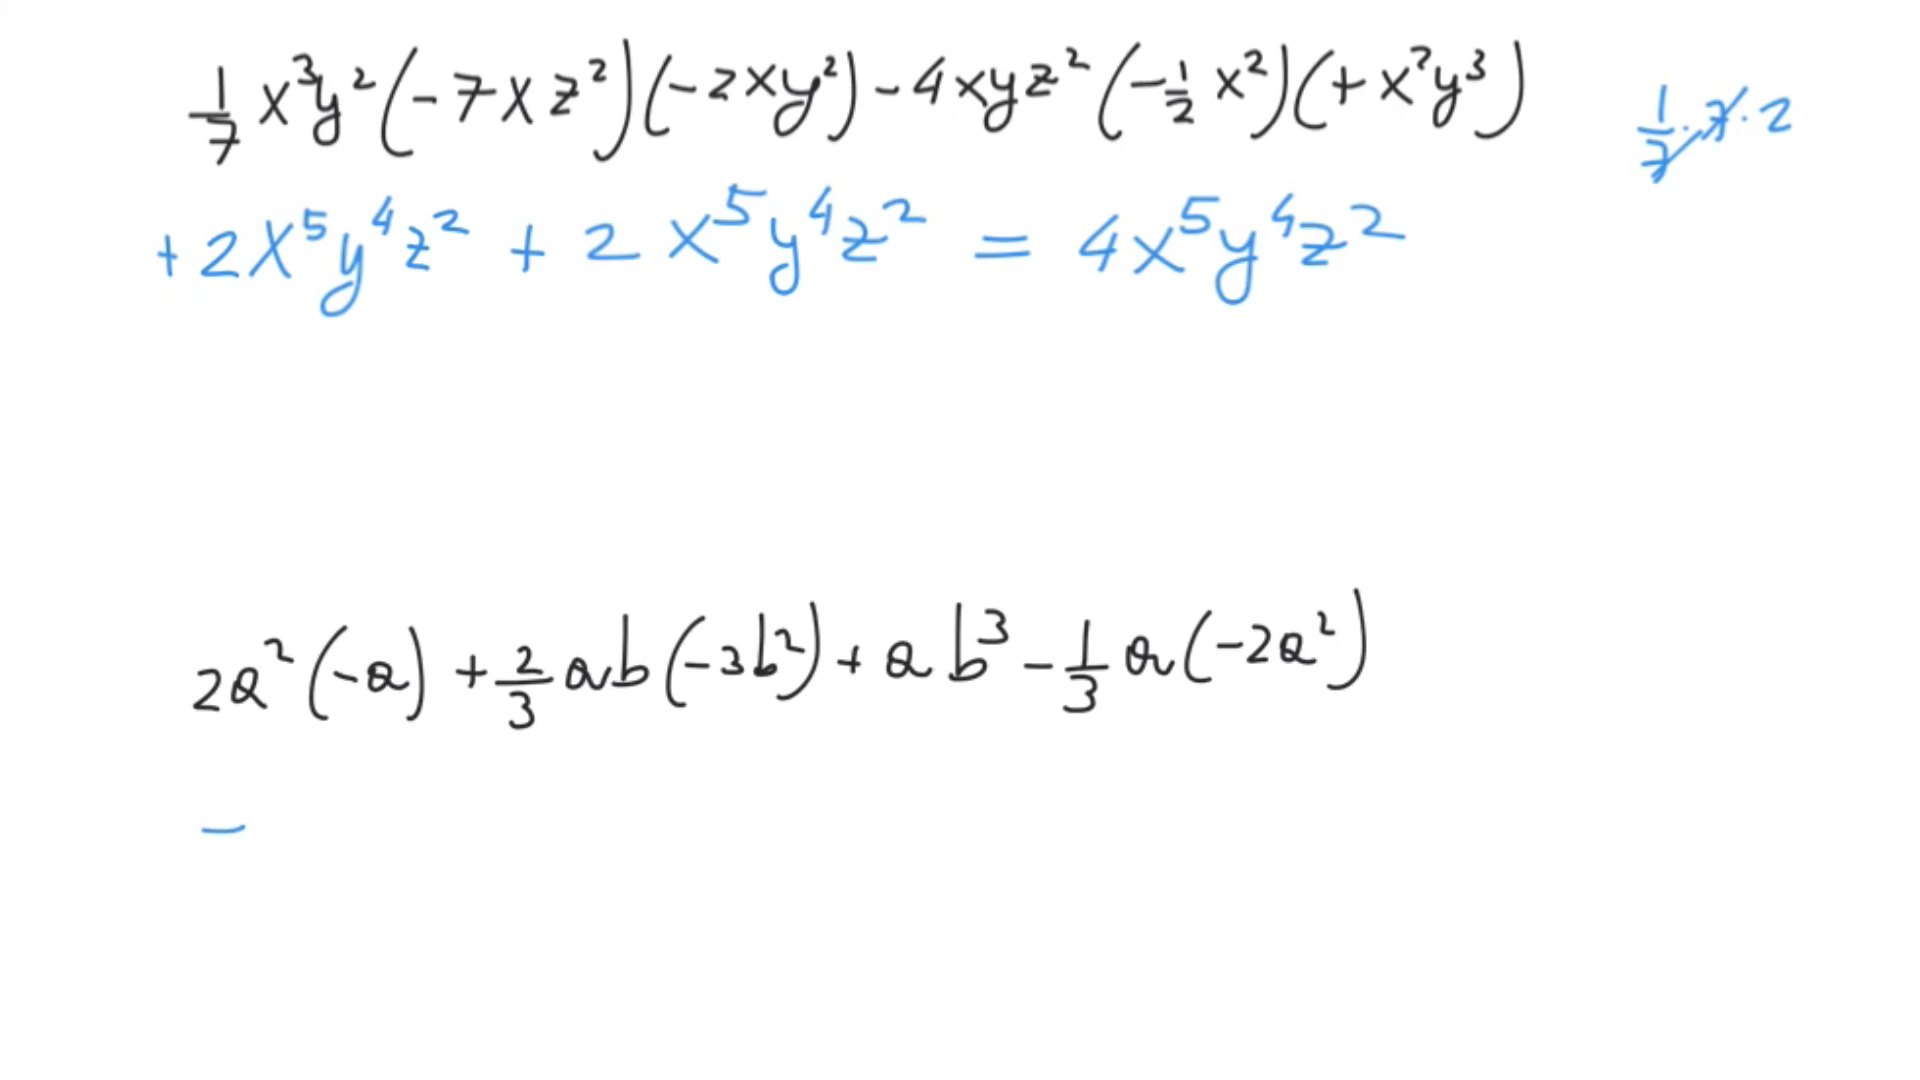 1/7 x³y²(-7xz²)(-2xy²) - 4xyz²(-1/2 x²)(+x²y³)
1/7·7·2
+2x⁵y⁴z² + 2x⁵y⁴z² = 4x⁵y⁴z²
2a²(-a) + 2/3 ab(-3b²) + ab³ - 1/3 a(-2a²)
-